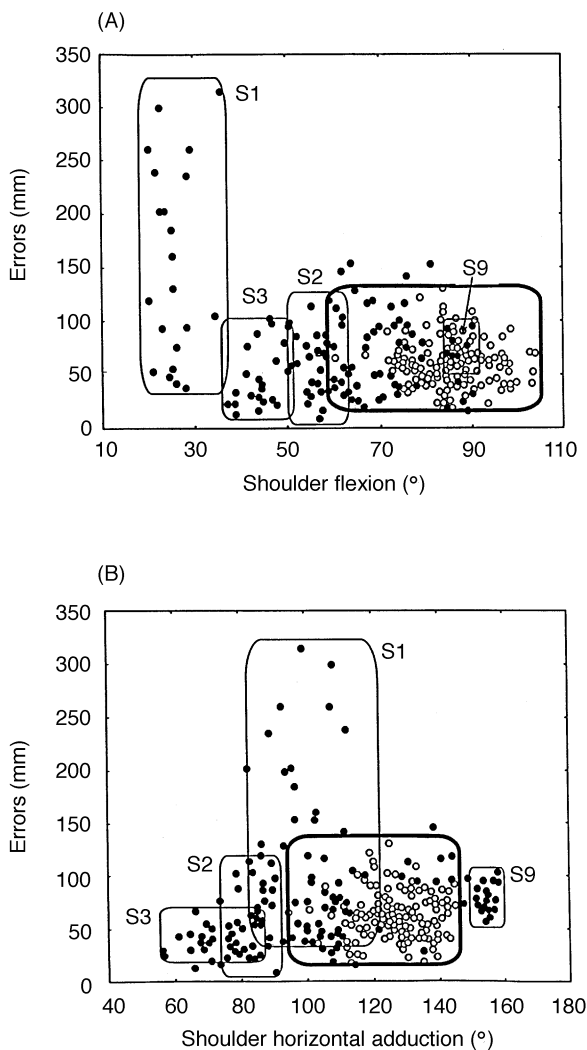 (A)
350
300
250
200
150
100
50
0
Errors (mm)
S1
S3
S2
S9
10 30 50 70 90 110
Shoulder flexion (°)
(B)
350
300
250
200
150
100
50
0
Errors (mm)
S1
S2
S3
S9
40 60 80 100 120 140 160 180
Shoulder horizontal adduction (°)